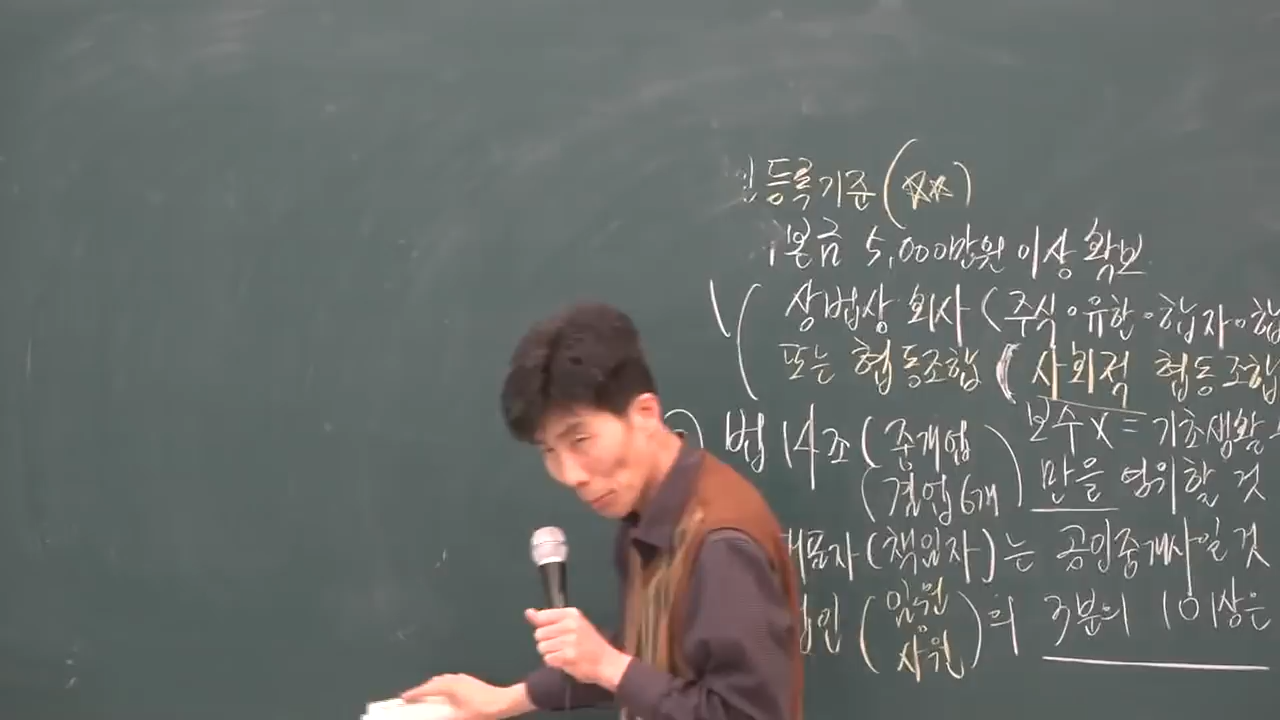 등록기준(☆☆)
본금 5,000만원 이상 확보
상법상 회사 (주식·유한·합자·합
또는 협동조합 (사회적 협동조합
보수X = 기초생활
법 14조 (중개업
(겸업 6개) 만을 영위할 것
표자(책임자)는 공인중개사일 것
법인 (임원 사원)의 3분의 1 이상은